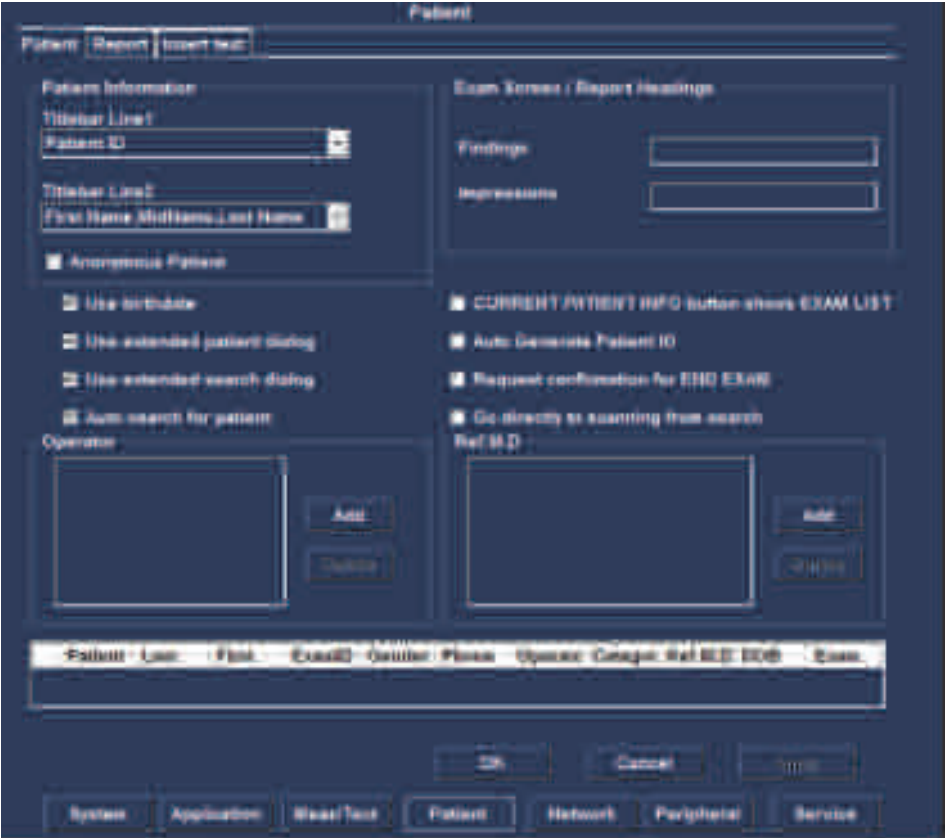 Patient
Patient Report Insert text
Patient Information
Exam Screen / Report Headings
Titlebar Line1
Patient ID
Findings
Titlebar Line2
Impressions
First Name,MidName,Last Name
Anonymous Patient
Use birthdate
CURRENT PATIENT INFO button shows EXAM LIST
Use extended patient dialog
Auto Generate Patient ID
Use extended search dialog
Request confirmation for END EXAM
Auto search for patient
Go directly to scanning from search
Operator
Ref.M.D
Add
Add
Delete
Delete
Patient Last First ExamID Gender Phone Operato Categor Ref.M.D DOB Exam
OK Cancel
System Application Meas/Text Patient Network Peripheral Service